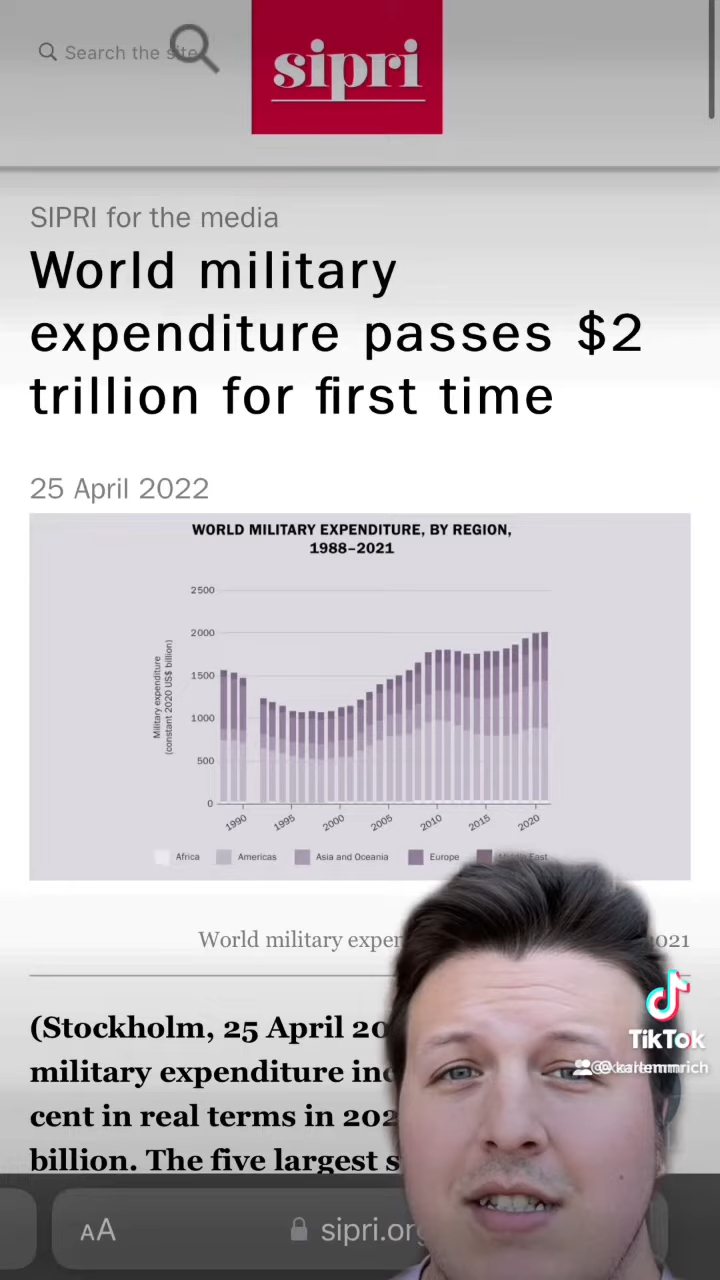 Search the site
sipri
SIPRI for the media
World military
expenditure passes $2
trillion for first time
25 April 2022
WORLD MILITARY EXPENDITURE, BY REGION,
1988–2021
Military expenditure
(constant 2020 US$ billion)
2500
2000
1500
1000
500
0
1990 1995 2000 2005 2010 2015 2020
Africa Americas Asia and Oceania Europe Middle East
World military exper 2021
(Stockholm, 25 April 20
military expenditure inc
cent in real terms in 202
billion. The five largest s
TikTok
@kalemmrich
AA sipri.org